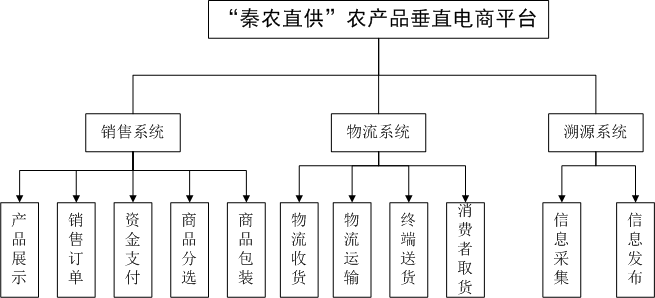 “秦农直供”农产品垂直电商平台
销售系统
物流系统
溯源系统
产品展示
销售订单
资金支付
商品分选
商品包装
物流收货
物流运输
终端送货
消费者取货
信息采集
信息发布